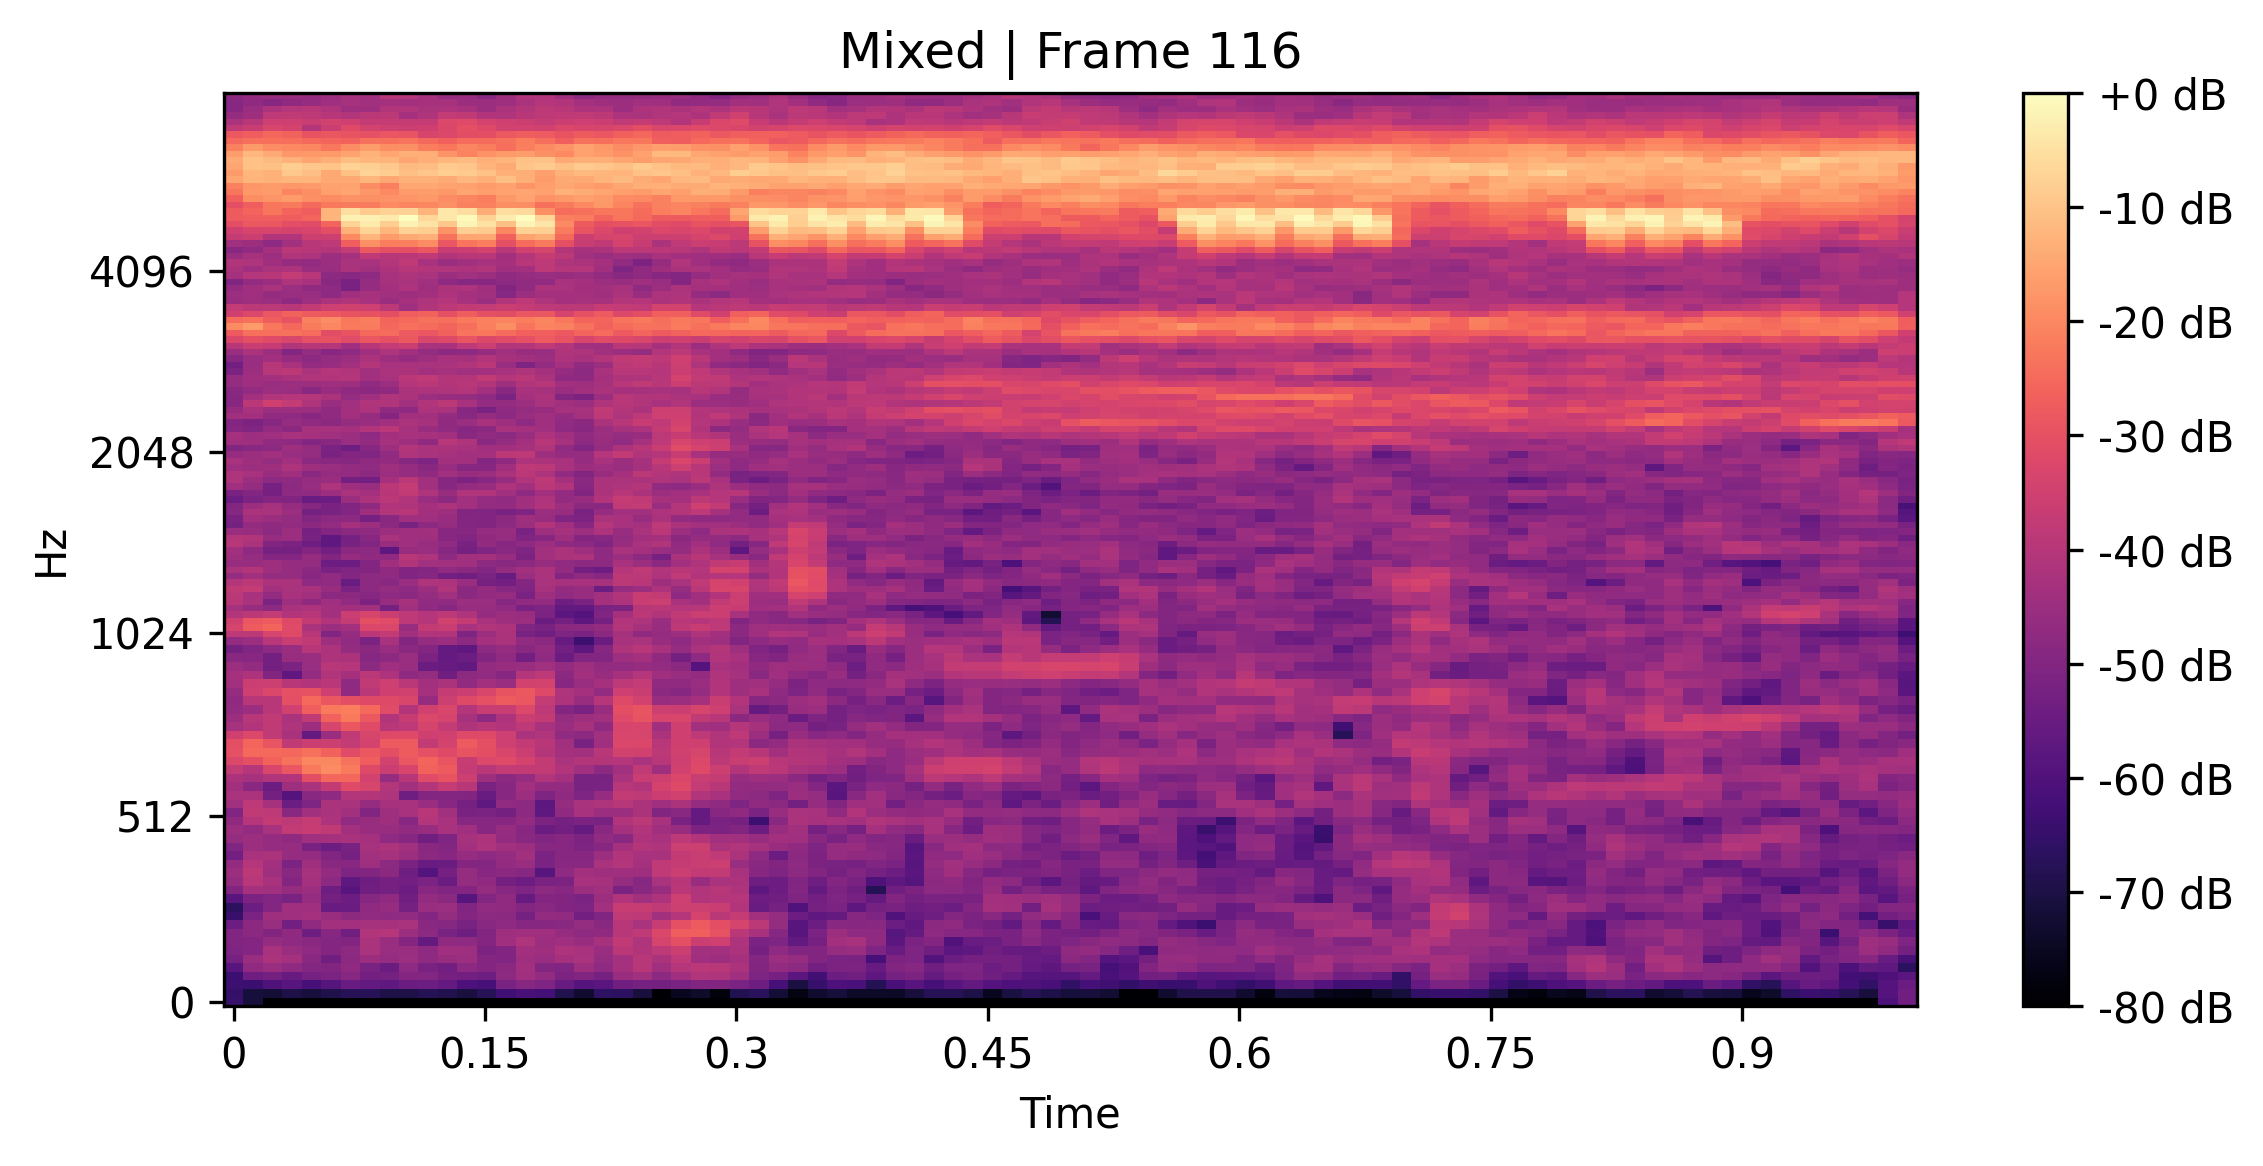 Mixed | Frame 116
Hz
4096
2048
1024
512
0
0 0.15 0.3 0.45 0.6 0.75 0.9
Time
+0 dB
-10 dB
-20 dB
-30 dB
-40 dB
-50 dB
-60 dB
-70 dB
-80 dB